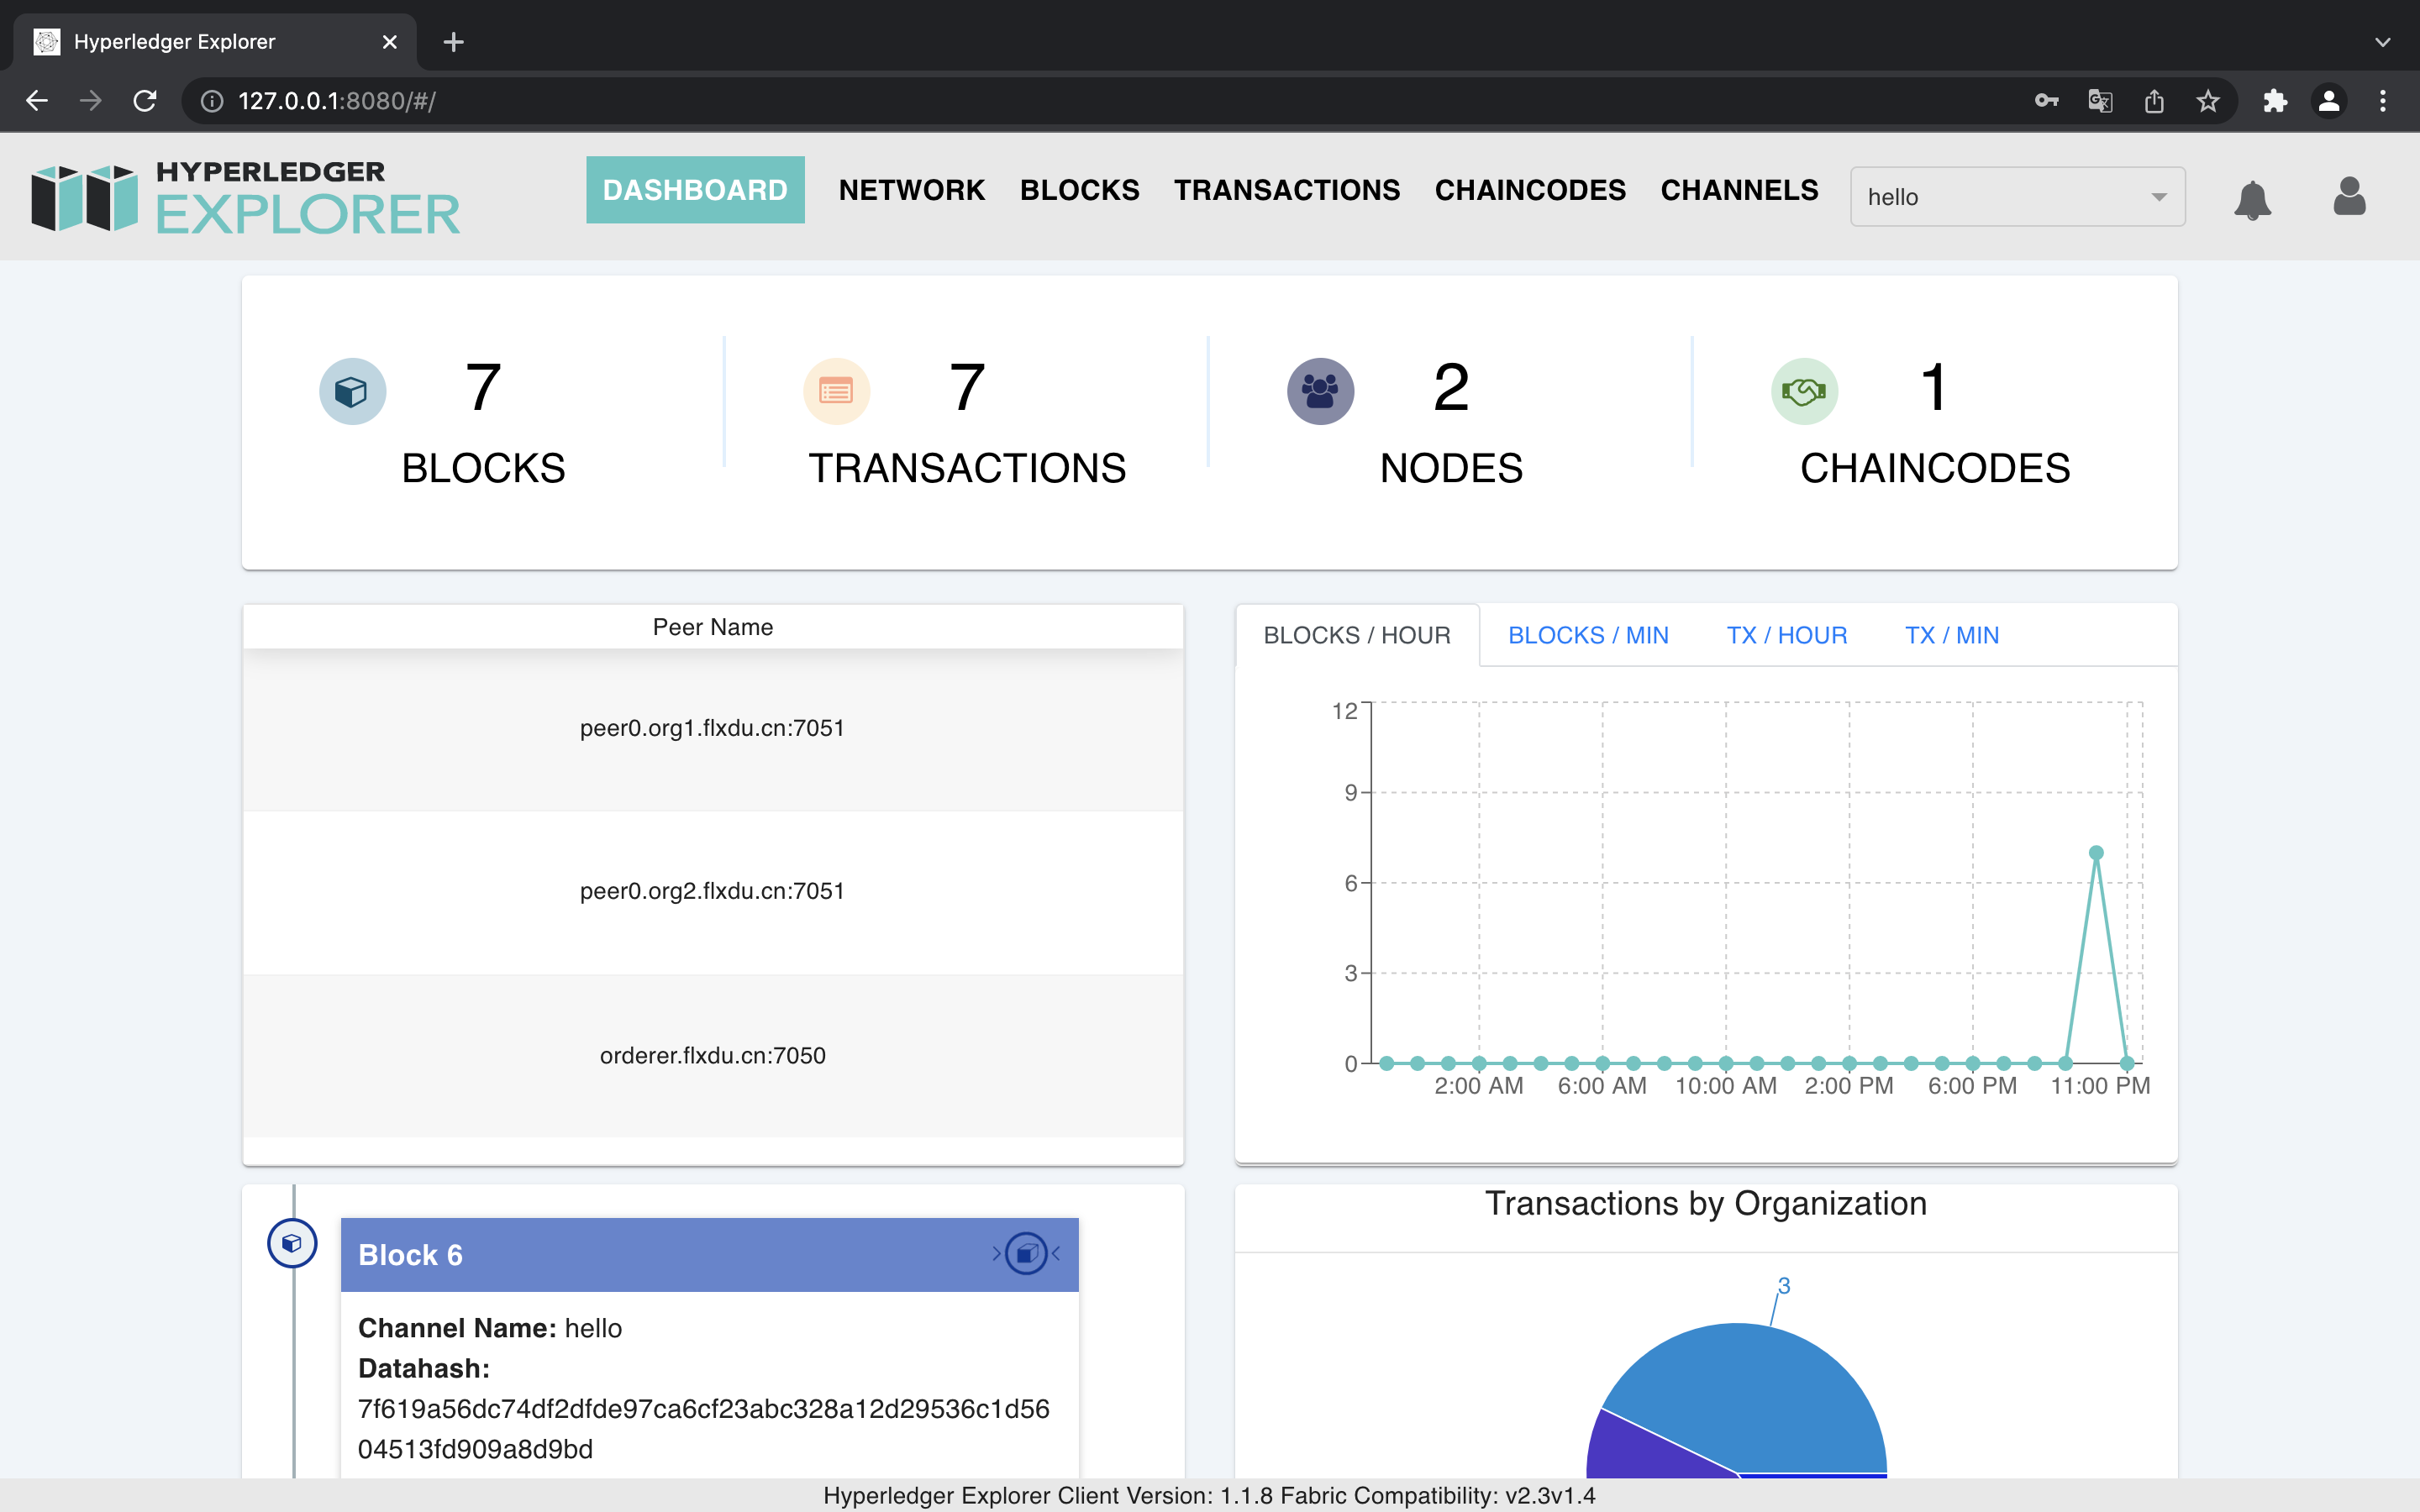 Hyperledger Explorer
127.0.0.1:8080/#/
HYPERLEDGER
EXPLORER
DASHBOARD
NETWORK
BLOCKS
TRANSACTIONS
CHAINCODES
CHANNELS
hello
7
BLOCKS
7
TRANSACTIONS
2
NODES
1
CHAINCODES
Peer Name
peer0.org1.flxdu.cn:7051
peer0.org2.flxdu.cn:7051
orderer.flxdu.cn:7050
BLOCKS / HOUR
BLOCKS / MIN
TX / HOUR
TX / MIN
12
9
6
3
0
2:00 AM
6:00 AM
10:00 AM
2:00 PM
6:00 PM
11:00 PM
Block 6
Channel Name: hello
Datahash:
7f619a56dc74df2dfde97ca6cf23abc328a12d29536c1d56
04513fd909a8d9bd
Transactions by Organization
3
Hyperledger Explorer Client Version: 1.1.8 Fabric Compatibility: v2.3v1.4